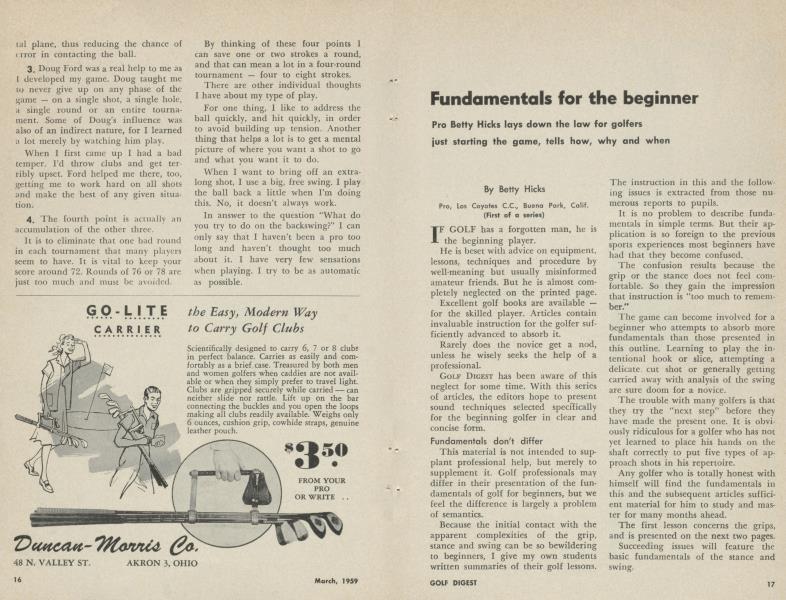 tal plane, thus reducing the chance of
error in contacting the ball.
3. Doug Ford was a real help to me as
I developed my game. Doug taught me
to never give up on any phase of the
game — on a single shot, a single hole,
a single round or an entire tourna-
ment. Some of Doug's influence was
also of an indirect nature, for I learned
a lot merely by watching him play.
When I first came up I had a bad
temper. I'd throw clubs and get ter-
ribly upset. Ford helped me there, too,
getting me to work hard on all shots
and make the best of any given situa-
tion.
4. The fourth point is actually an
accumulation of the other three.
It is to eliminate that one bad round
in each tournament that many players
seem to have. It is vital to keep your
score around 72. Rounds of 76 or 78 are
just too much and must be avoided.
By thinking of these four points I
can save one or two strokes a round,
and that can mean a lot in a four-round
tournament — four to eight strokes.
There are other individual thoughts
I have about my type of play.
For one thing, I like to address the
ball quickly, and hit quickly, in order
to avoid building up tension. Another
thing that helps a lot is to get a mental
picture of where you want a shot to go
and what you want it to do.
When I want to bring off an extra-
long shot, I use a big, free swing. I play
the ball back a little when I'm doing
this. No, it doesn't always work.
In answer to the question "What do
you try to do on the backswing?" I can
only say that I haven't been a pro too
long and haven't thought too much
about it. I have very few sensations
when playing. I try to be as automatic
as possible.
GO-LITE
CARRIER
the Easy, Modern Way
to Carry Golf Clubs
Scientifically designed to carry 6, 7 or 8 clubs
in perfect balance. Carries as easily and com-
fortably as a brief case. Treasured by both men
and women golfers when caddies are not avail-
able or when they simply prefer to travel light.
Clubs are gripped securely while carried — can
neither slide nor rattle. Lift up on the bar
connecting the buckles and you open the loops
making all clubs readily available. Weighs only
6 ounces, cushion grip, cowhide straps, genuine
leather pouch.
$3.50
FROM YOUR
PRO
OR WRITE . .
Duncan-Morris Co.
48 N. VALLEY ST. AKRON 3, OHIO
16 March, 1959
Fundamentals for the beginner
Pro Betty Hicks lays down the law for golfers
just starting the game, tells how, why and when
By Betty Hicks
Pro, Los Coyotes C.C., Buena Park, Calif.
(First of a series)
IF GOLF has a forgotten man, he is
the beginning player.
He is beset with advice on equipment,
lessons, techniques and procedure by
well-meaning but usually misinformed
amateur friends. But he is almost com-
pletely neglected on the printed page.
Excellent golf books are available —
for the skilled player. Articles contain
invaluable instruction for the golfer suf-
ficiently advanced to absorb it.
Rarely does the novice get a nod,
unless he wisely seeks the help of a
professional.
GOLF DIGEST has been aware of this
neglect for some time. With this series
of articles, the editors hope to present
sound techniques selected specifically
for the beginning golfer in clear and
concise form.
Fundamentals don't differ
This material is not intended to sup-
plant professional help, but merely to
supplement it. Golf professionals may
differ in their presentation of the fun-
damentals of golf for beginners, but we
feel the difference is largely a problem
of semantics.
Because the initial contact with the
apparent complexities of the grip,
stance and swing can be so bewildering
to beginners, I give my own students
written summaries of their golf lessons.
The instruction in this and the follow-
ing issues is extracted from those nu-
merous reports to pupils.
It is no problem to describe funda-
mentals in simple terms. But their ap-
plication is so foreign to the previous
sports experiences most beginners have
had that they become confused.
The confusion results because the
grip or the stance does not feel com-
fortable. So they gain the impression
that instruction is "too much to remem-
ber."
The game can become involved for a
beginner who attempts to absorb more
fundamentals than those presented in
this outline. Learning to play the in-
tentional hook or slice, attempting a
delicate cut shot or generally getting
carried away with analysis of the swing
are sure doom for a novice.
The trouble with many golfers is that
they try the "next step" before they
have made the present one. It is obvi-
ously ridiculous for a golfer who has not
yet learned to place his hands on the
shaft correctly to put five types of ap-
proach shots in his repertoire.
Any golfer who is totally honest with
himself will find the fundamentals in
this and the subsequent articles suffici-
ent material for him to study and mas-
ter for many months ahead.
The first lesson concerns the grips,
and is presented on the next two pages.
Succeeding issues will feature the
basic fundamentals of the stance and
swing.
GOLF DIGEST 17